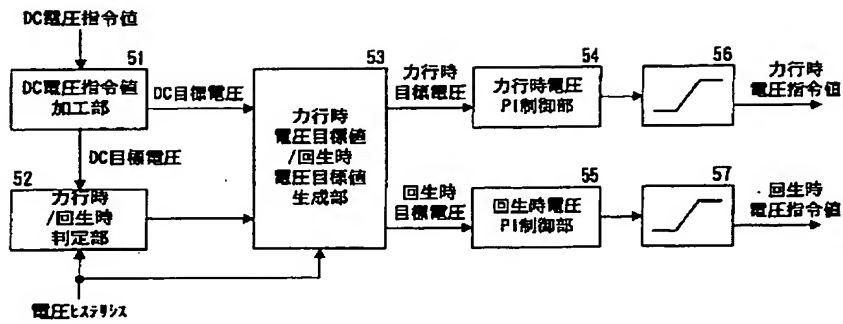 DC電圧指令値
51
DC電圧指令値
加工部
DC目標電圧
DC目標電圧
52
力行時
/回生時
判定部
電圧ヒステリシス
53
力行時
電圧目標値
/回生時
電圧目標値
生成部
力行時
目標電圧
54
力行時電圧
PI制御部
56
力行時
電圧指令値
回生時
目標電圧
55
回生時電圧
PI制御部
57
回生時
電圧指令値